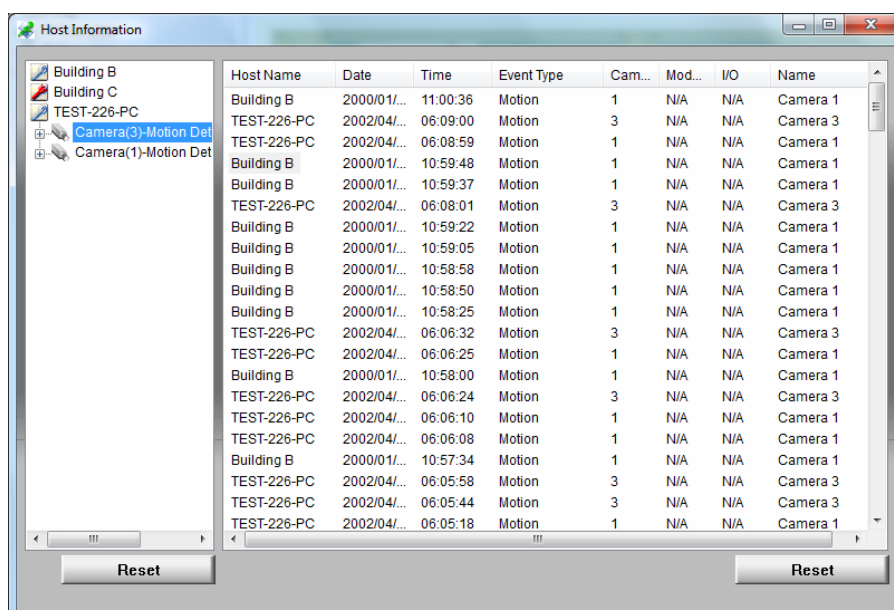 Host Information
Building B
Building C
TEST-226-PC
Camera(3)-Motion Det
Camera(1)-Motion Det
Host Name Date Time Event Type Cam... Mod... I/O Name
Building B 2000/01/... 11:00:36 Motion 1 N/A N/A Camera 1
TEST-226-PC 2002/04/... 06:09:00 Motion 3 N/A N/A Camera 3
TEST-226-PC 2002/04/... 06:08:59 Motion 1 N/A N/A Camera 1
Building B 2000/01/... 10:59:48 Motion 1 N/A N/A Camera 1
Building B 2000/01/... 10:59:37 Motion 1 N/A N/A Camera 1
TEST-226-PC 2002/04/... 06:08:01 Motion 3 N/A N/A Camera 3
Building B 2000/01/... 10:59:22 Motion 1 N/A N/A Camera 1
Building B 2000/01/... 10:59:05 Motion 1 N/A N/A Camera 1
Building B 2000/01/... 10:58:58 Motion 1 N/A N/A Camera 1
Building B 2000/01/... 10:58:50 Motion 1 N/A N/A Camera 1
Building B 2000/01/... 10:58:25 Motion 1 N/A N/A Camera 1
TEST-226-PC 2002/04/... 06:06:32 Motion 3 N/A N/A Camera 3
TEST-226-PC 2002/04/... 06:06:25 Motion 1 N/A N/A Camera 1
Building B 2000/01/... 10:58:00 Motion 1 N/A N/A Camera 1
TEST-226-PC 2002/04/... 06:06:24 Motion 3 N/A N/A Camera 3
TEST-226-PC 2002/04/... 06:06:10 Motion 1 N/A N/A Camera 1
TEST-226-PC 2002/04/... 06:06:08 Motion 1 N/A N/A Camera 1
Building B 2000/01/... 10:57:34 Motion 1 N/A N/A Camera 1
TEST-226-PC 2002/04/... 06:05:58 Motion 3 N/A N/A Camera 3
TEST-226-PC 2002/04/... 06:05:44 Motion 3 N/A N/A Camera 3
TEST-226-PC 2002/04/... 06:05:18 Motion 1 N/A N/A Camera 1
Reset
Reset